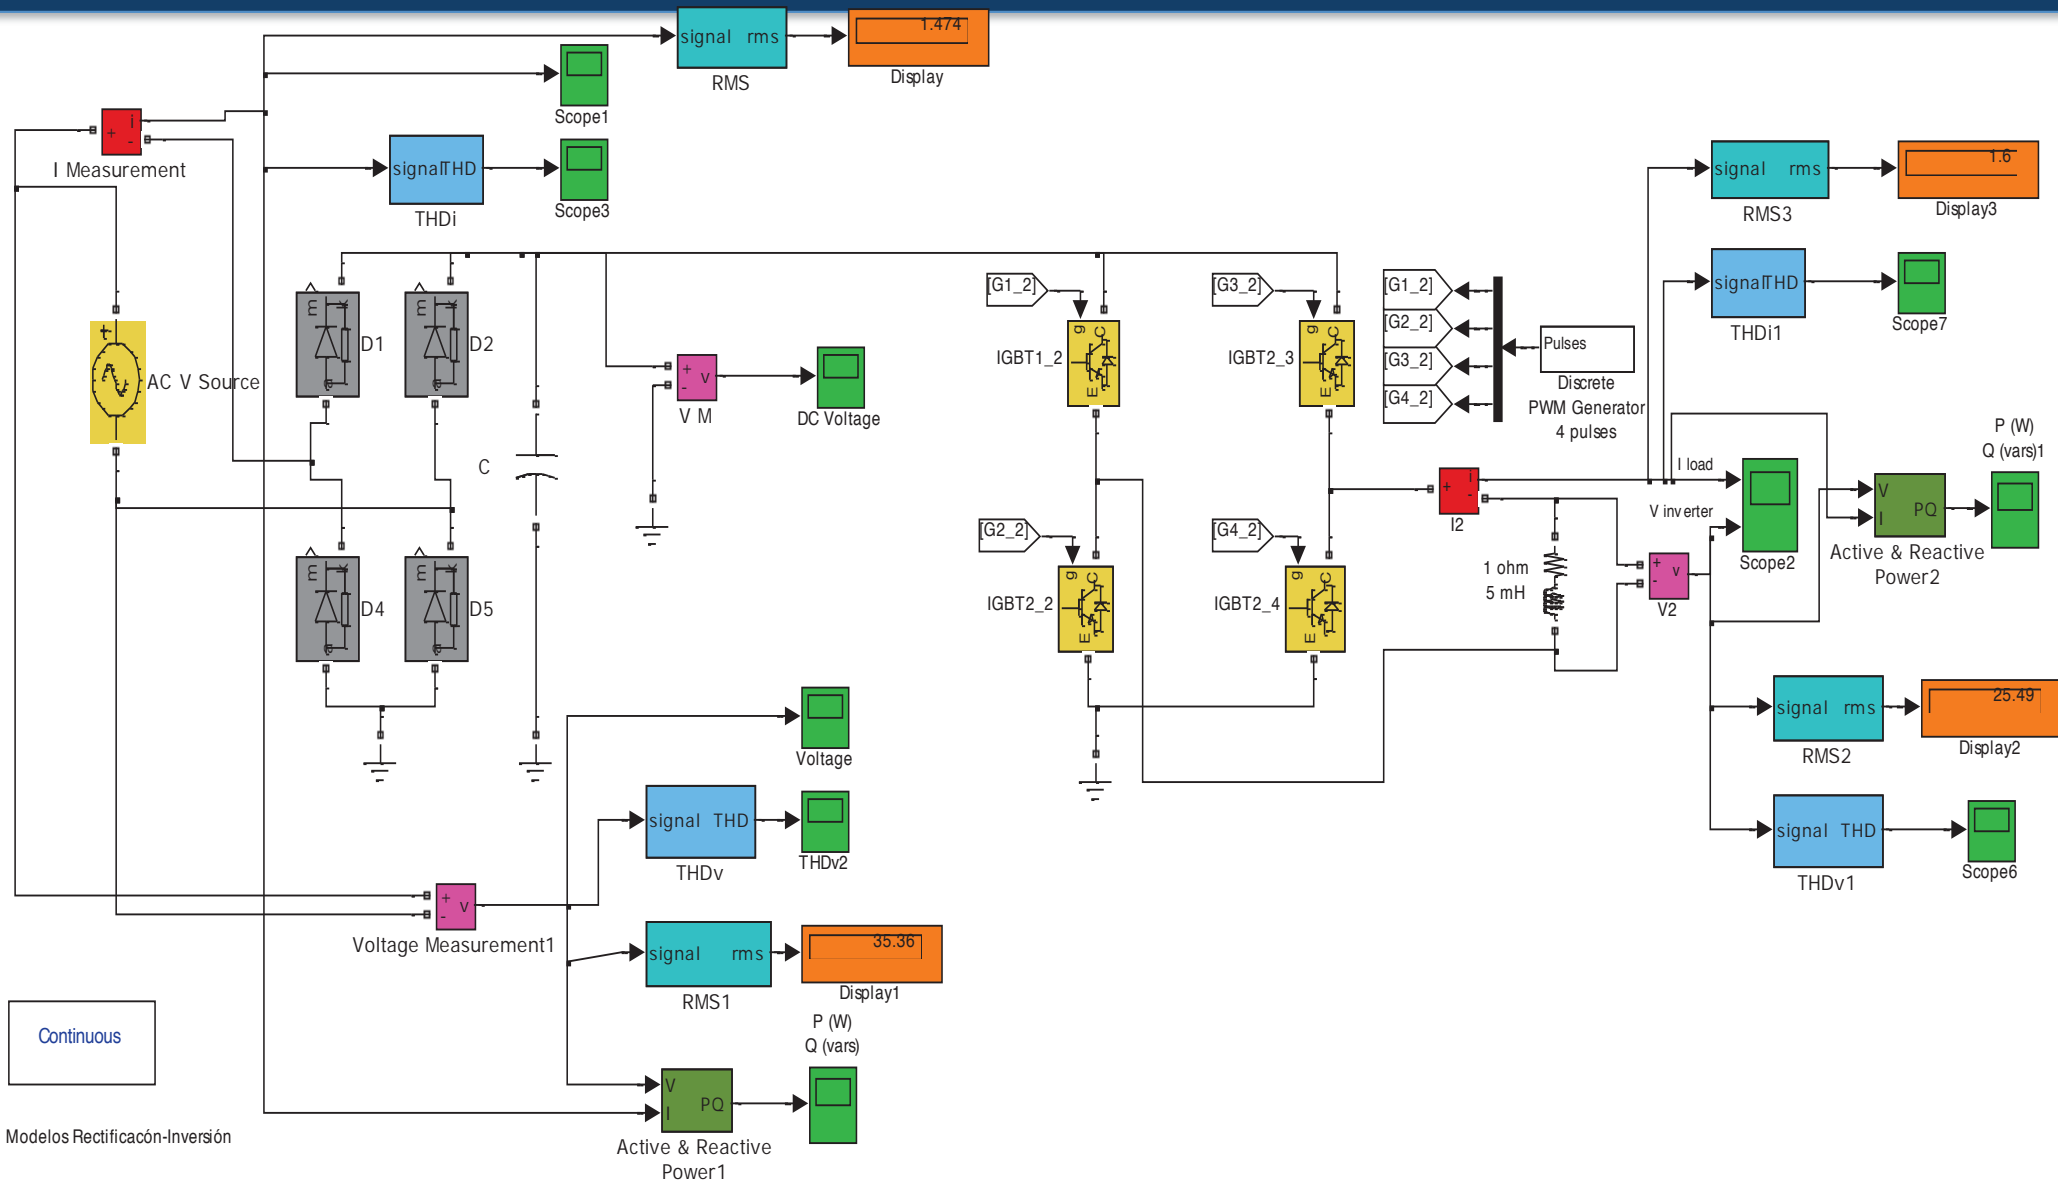 1.474
signal rms
RMS
Display
Scope1
i
+
-
I Measurement
signalTHD
THDi
Scope3
signal rms
RMS3
1.6
Display3
signalTHD
THDi1
Scope7
[G1_2]
[G3_2]
[G1_2]
[G2_2]
[G3_2]
[G4_2]
Pulses
Discrete
PWM Generator
4 pulses
m
k
a
D1
m
k
a
D2
+
AC V Source
g
C
E
IGBT1_2
g
C
E
IGBT2_3
+
-
v
V M
DC Voltage
C
P (W)
Q (vars)1
I load
V inverter
Scope2
V
I
PQ
Active & Reactive
Power2
+
i
-
I2
[G2_2]
[G4_2]
m
k
a
D4
m
k
a
D5
g
C
E
IGBT2_2
g
C
E
IGBT2_4
1 ohm
5 mH
+
-
v
V2
Voltage
signal rms
RMS2
25.49
Display2
signal THD
THDv
THDv2
signal THD
THDv1
Scope6
+
-
v
Voltage Measurement1
signal rms
RMS1
35.36
Display1
P (W)
Q (vars)
Continuous
V
I
PQ
Active & Reactive
Power1
Modelos Rectificacón-Inversión